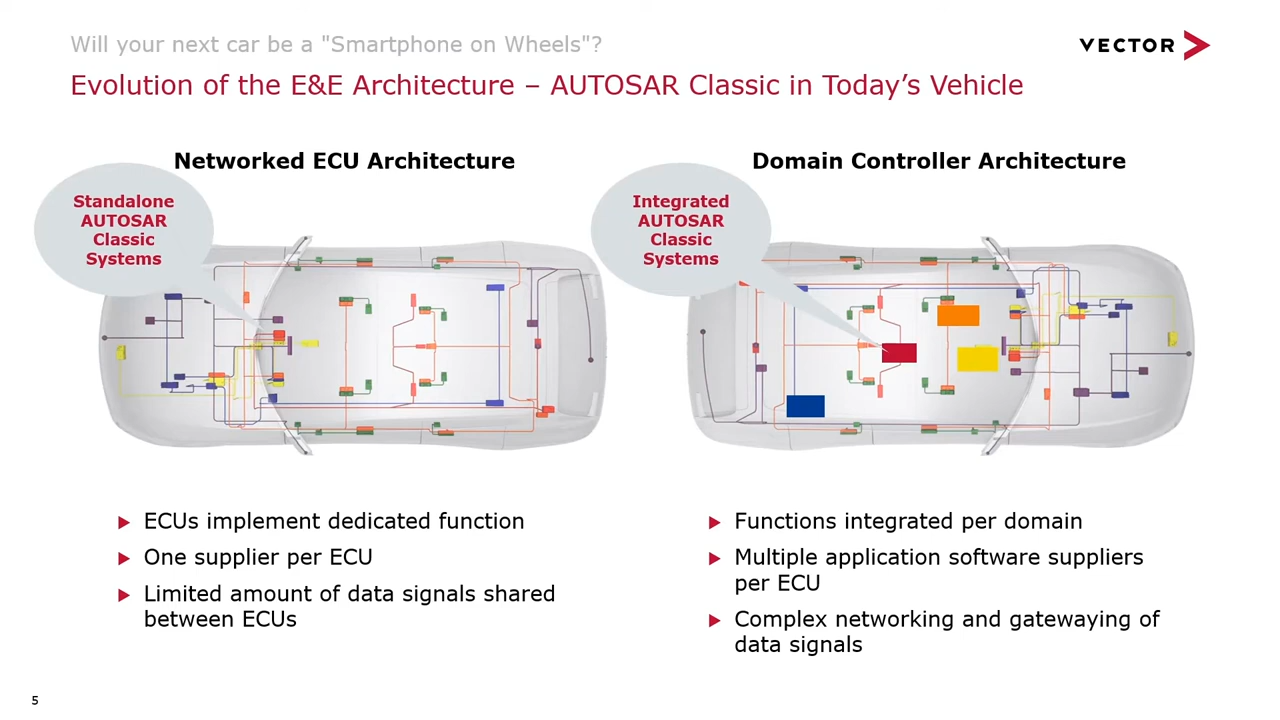 Will your next car be a "Smartphone on Wheels"?
VECTOR
Evolution of the E&E Architecture – AUTOSAR Classic in Today’s Vehicle
Networked ECU Architecture
Standalone
AUTOSAR
Classic
Systems
ECUs implement dedicated function
One supplier per ECU
Limited amount of data signals shared
between ECUs
Domain Controller Architecture
Integrated
AUTOSAR
Classic
Systems
Functions integrated per domain
Multiple application software suppliers
per ECU
Complex networking and gatewaying of
data signals
5